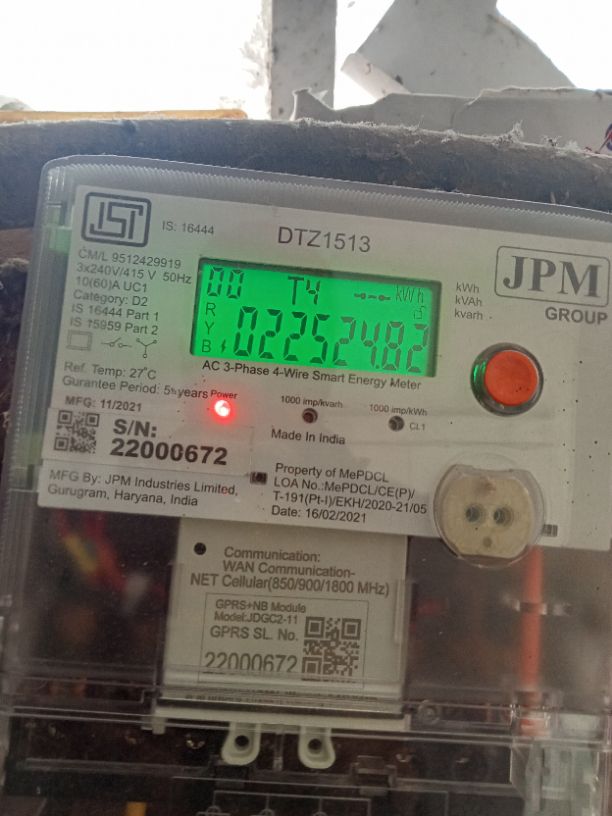 ISI
IS: 16444
DTZ1513
JPM
GROUP
CM/L 9512429919
3x240V/415 V 50Hz
10(60)A UC1
Category: D2
IS 16444 Part 1
IS 15959 Part 2
Ref. Temp: 27°C
Gurantee Period: 5½years
MFG: 11/2021
00 T4 kWh
R
Y
B 022524.82
kWh
kVAh
kvarh
AC 3-Phase 4-Wire Smart Energy Meter
Power
1000 imp/kvarh
1000 imp/kWh
CL1
Made In India
S/N:
22000672
MFG By: JPM Industries Limited,
Gurugram, Haryana, India
Property of MePDCL
LOA No.:MePDCL/CE(P)/
T-191(Pt-I)/EKH/2020-21/05
Date: 16/02/2021
Communication:
WAN Communication-
NET Cellular(850/900/1800 MHz)
GPRS+NB Module
Model:JDGC2-11
GPRS SL. No.
22000672